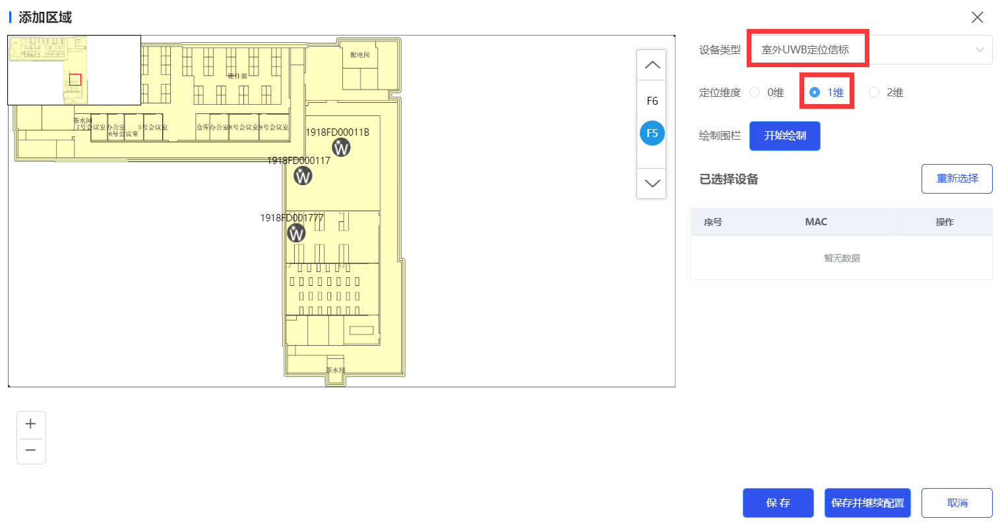 添加区域
设备类型
室外UWB定位信标
定位维度
0维
1维
2维
绘制围栏
开始绘制
已选择设备
重新选择
序号
MAC
操作
暂无数据
配电间
硬件部
茶水间
7号会议室
办公室
6号会议室
5号会议室
仓库
办公室
8号会议室
9号会议室
1918FD00011B
1918FD000117
1918FD001777
茶水间
F6
F5
保 存
保存并继续配置
取消